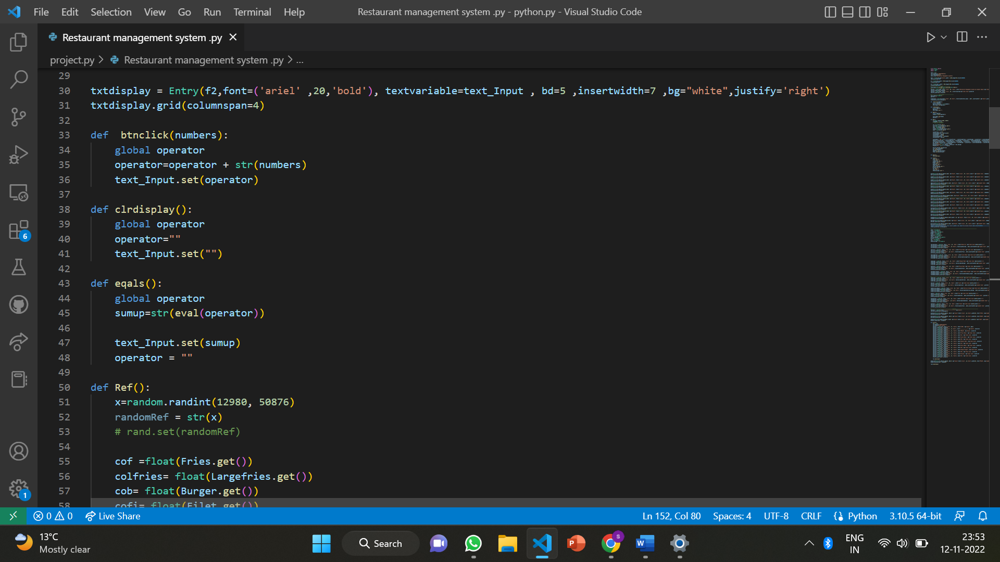 File Edit Selection View Go Run Terminal Help Restaurant management system .py - python.py - Visual Studio Code
Restaurant management system .py
project.py > Restaurant management system .py > ...
29
30 txtdisplay = Entry(f2,font=('ariel' ,20,'bold'), textvariable=text_Input , bd=5 ,insertwidth=7 ,bg="white",justify='right')
31 txtdisplay.grid(columnspan=4)
32
33 def  btnclick(numbers):
34     global operator
35     operator=operator + str(numbers)
36     text_Input.set(operator)
37
38 def clrdisplay():
39     global operator
40     operator=""
41     text_Input.set("")
42
43 def eqals():
44     global operator
45     sumup=str(eval(operator))
46
47     text_Input.set(sumup)
48     operator = ""
49
50 def Ref():
51     x=random.randint(12980, 50876)
52     randomRef = str(x)
53     # rand.set(randomRef)
54
55     cof =float(Fries.get())
56     colfries= float(Largefries.get())
57     cob= float(Burger.get())
58     cofi= float(Filet.get())
6
1
0 0 Live Share Ln 152, Col 80 Spaces: 4 UTF-8 CRLF Python 3.10.5 64-bit
13°C
Mostly clear
Search
S
P
W
ENG
IN
23:53
12-11-2022